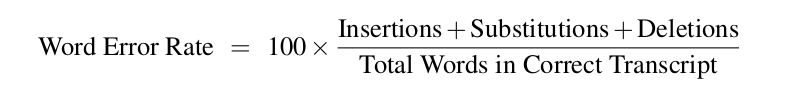 Word Error Rate = 100 × Insertions + Substitutions + Deletions
Total Words in Correct Transcript